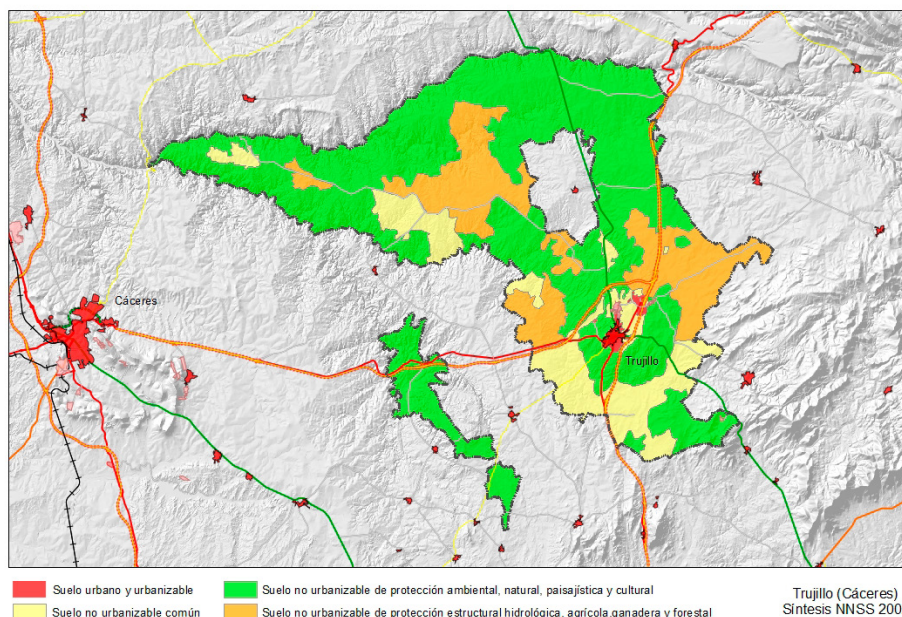 Cáceres
Trujillo
Suelo urbano y urbanizable
Suelo no urbanizable de protección ambiental, natural, paisajística y cultural
Suelo no urbanizable común
Suelo no urbanizable de protección estructural hidrológica, agrícola,ganadera y forestal
Trujillo (Cáceres)
Síntesis NNSS 200